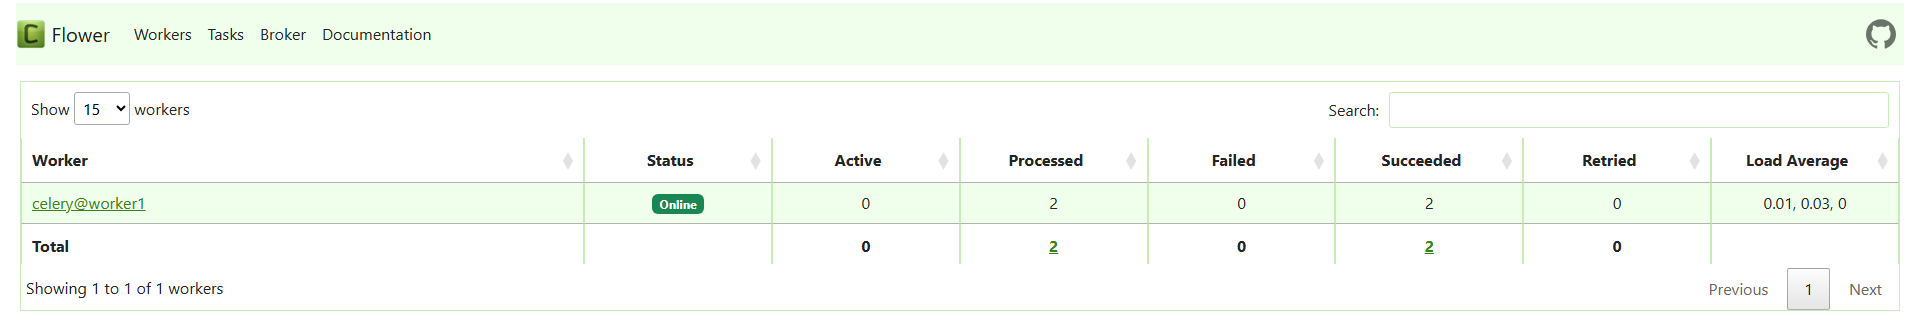 C Flower Workers Tasks Broker Documentation
Show 15 workers Search:
Worker Status Active Processed Failed Succeeded Retried Load Average
celery@worker1 Online 0 2 0 2 0 0.01, 0.03, 0
Total 0 2 0 2 0
Showing 1 to 1 of 1 workers Previous 1 Next